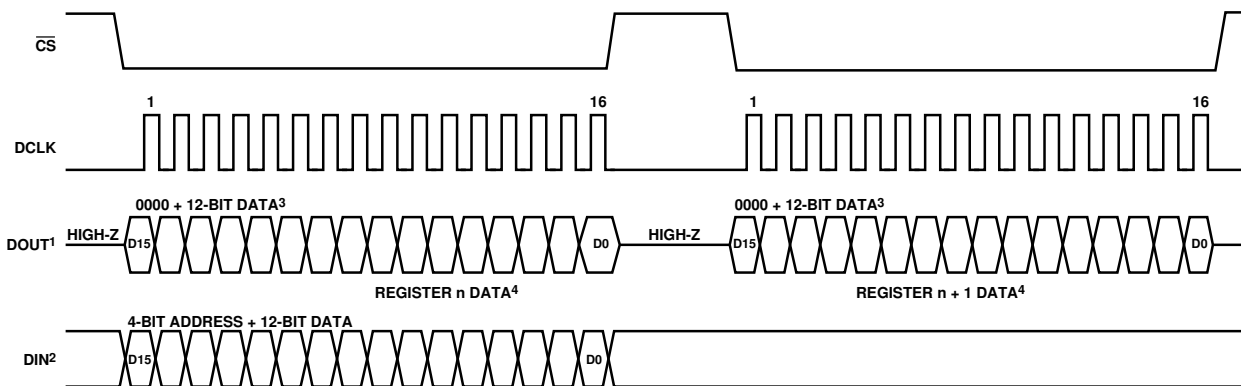 CS
1 16 1 16
DCLK
0000 + 12-BIT DATA3 0000 + 12-BIT DATA3
DOUT1 HIGH-Z D15 D0 HIGH-Z D15 D0
REGISTER n DATA4 REGISTER n + 1 DATA4
4-BIT ADDRESS + 12-BIT DATA
DIN2 D15 D0